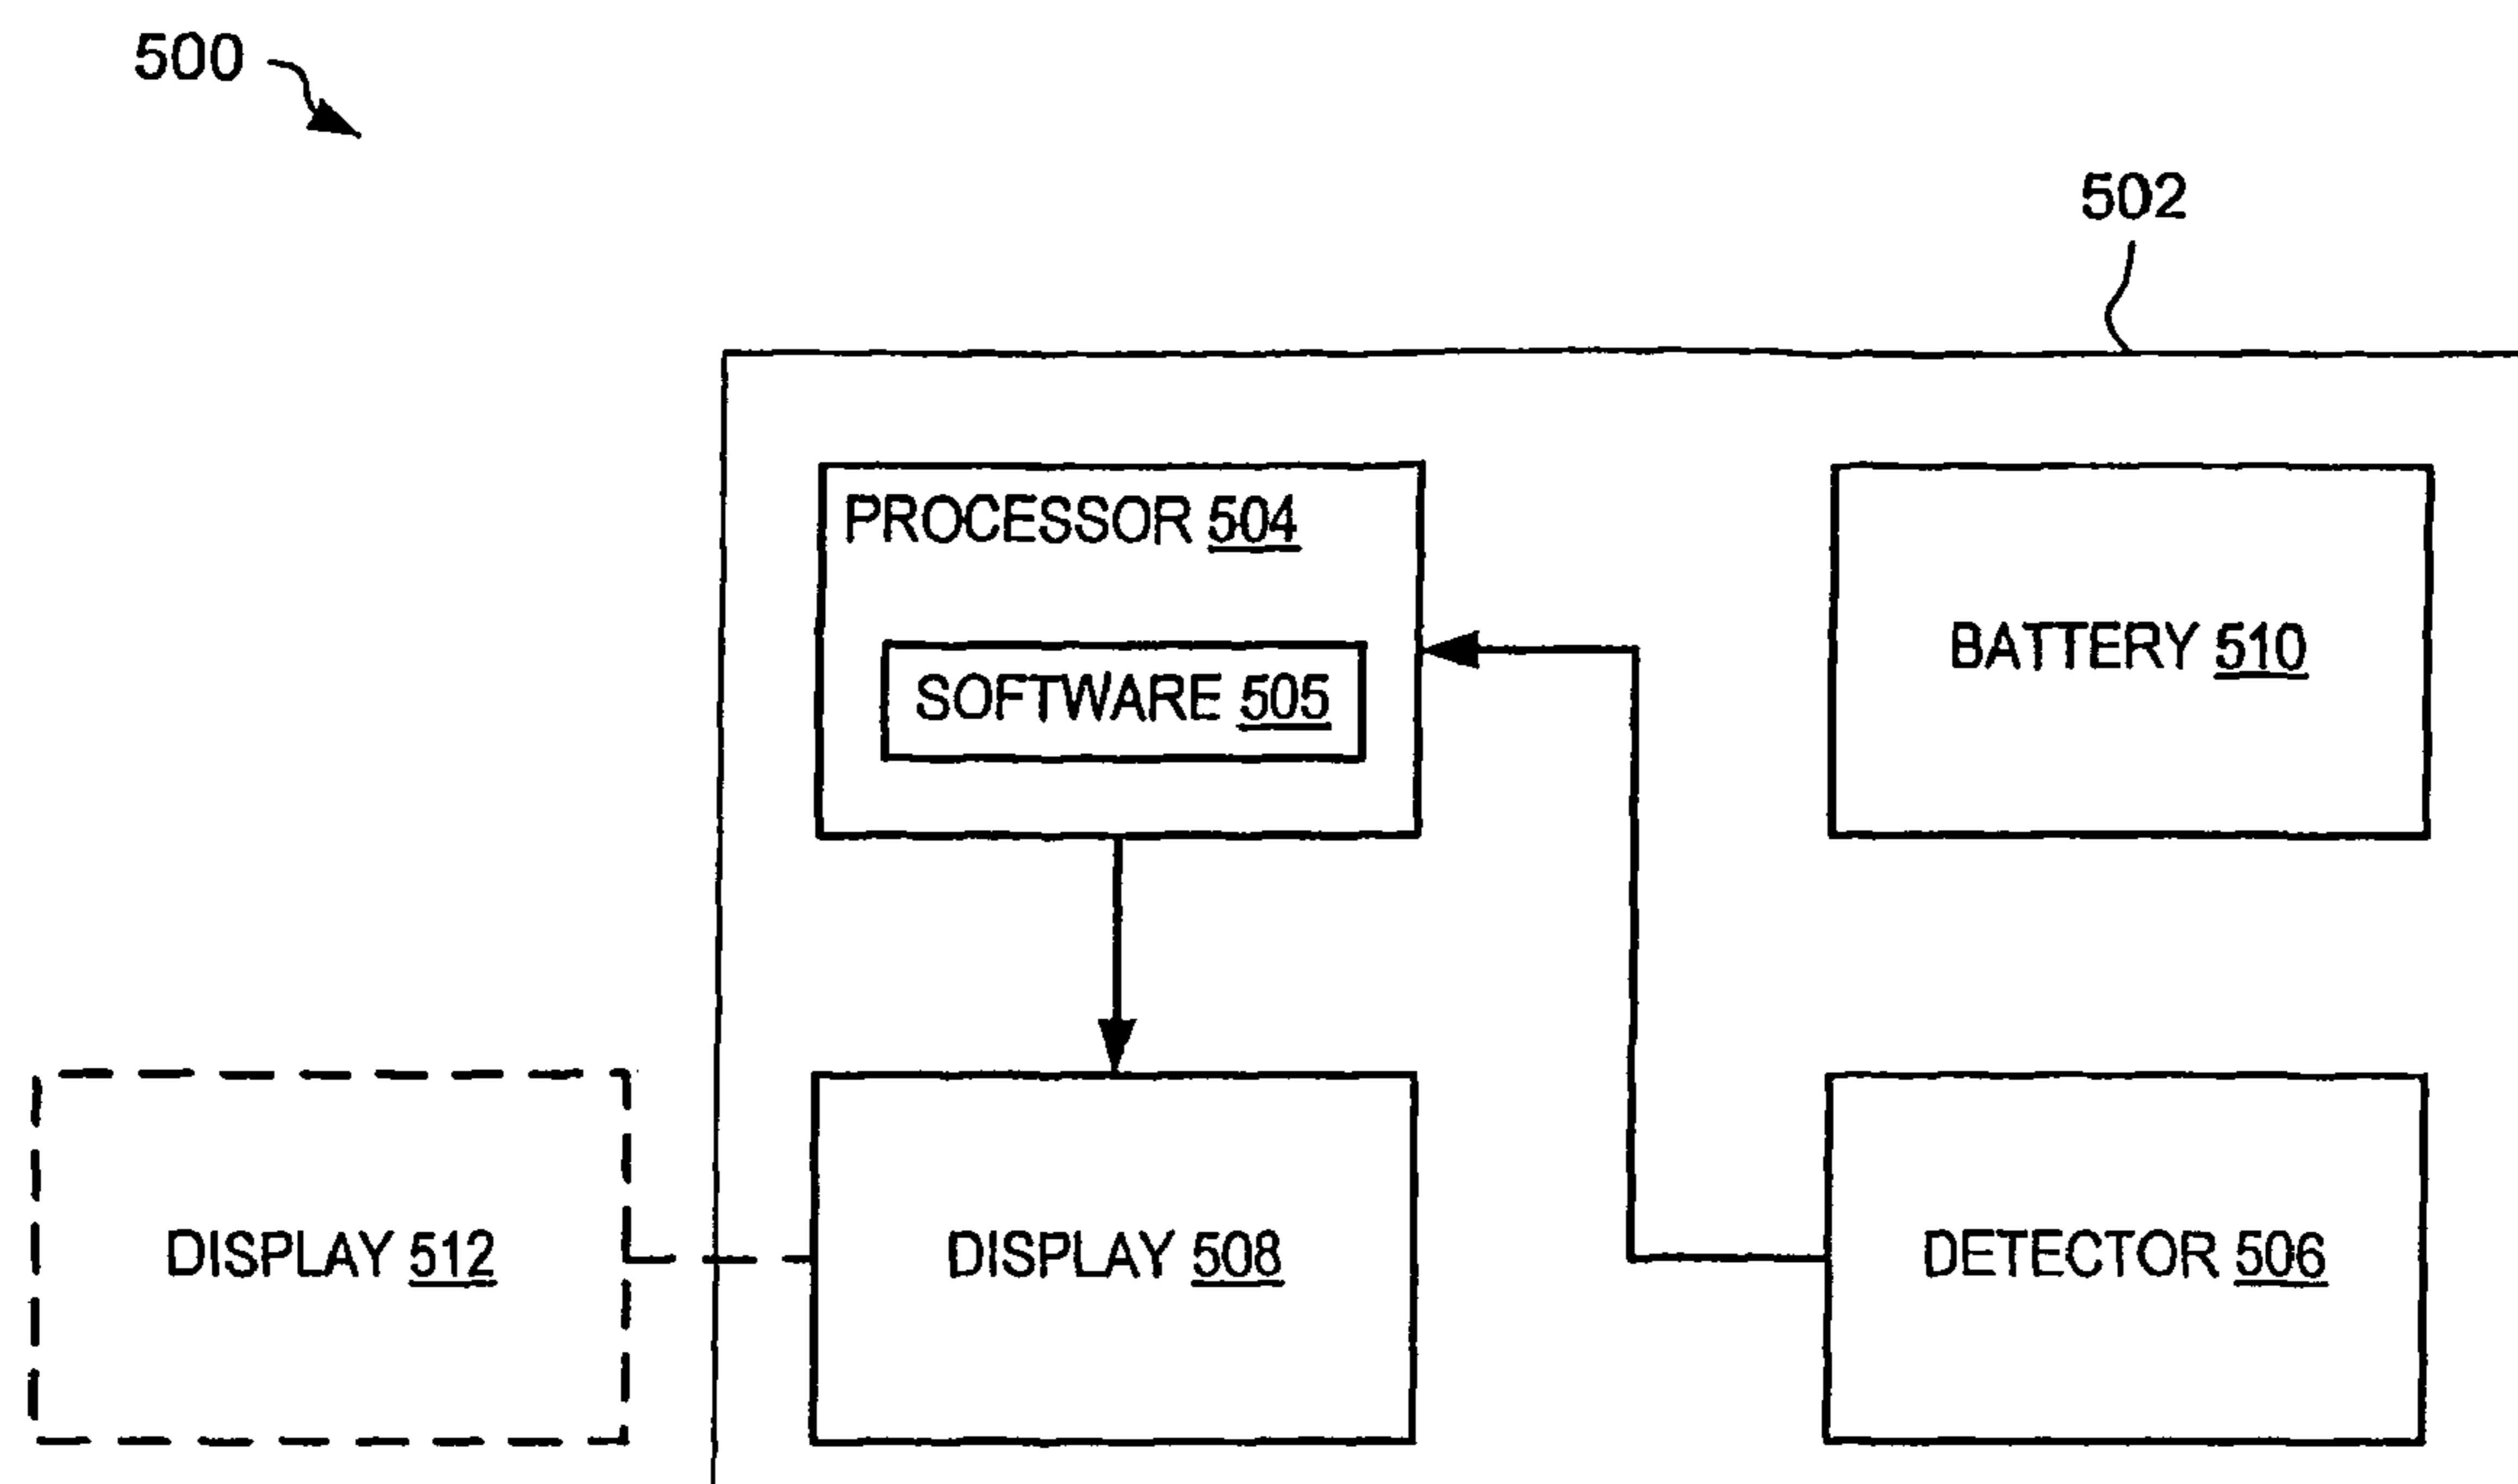 500
502
PROCESSOR 504
SOFTWARE 505
BATTERY 510
DISPLAY 512
DISPLAY 508
DETECTOR 506